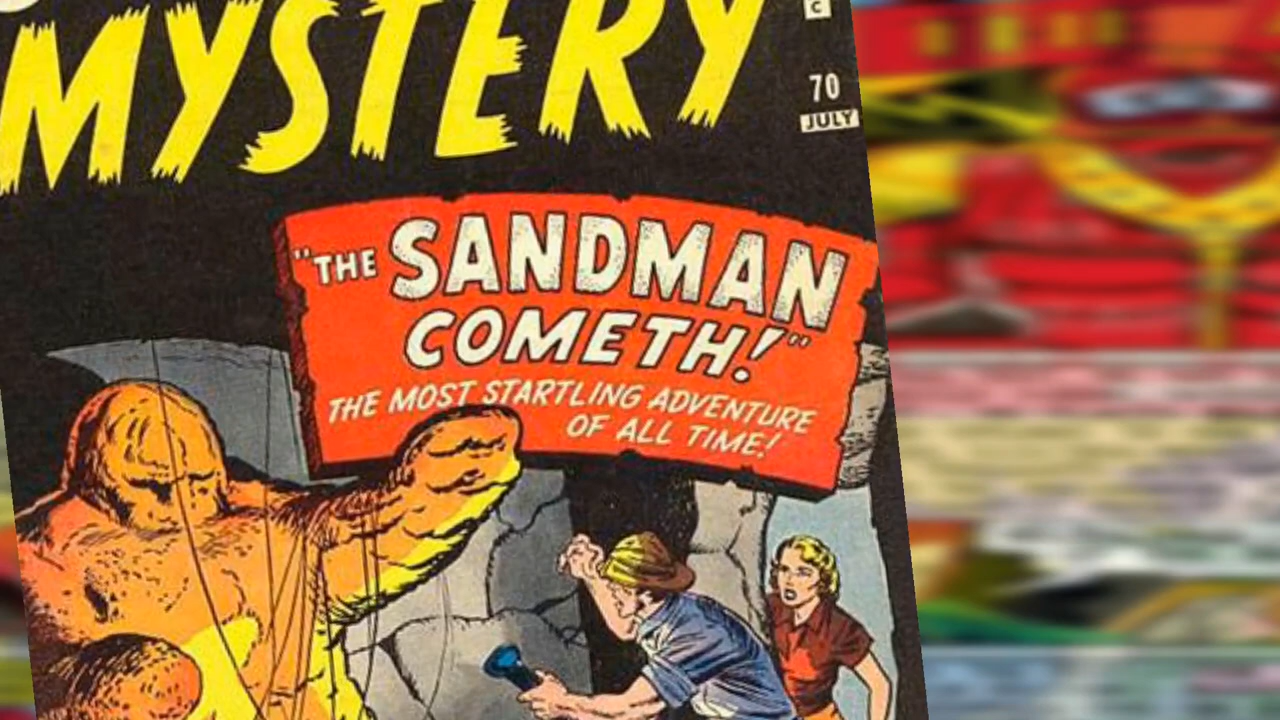 MYSTERY
C
70
JULY
"THE SANDMAN
COMETH!"
THE MOST STARTLING ADVENTURE
OF ALL TIME!